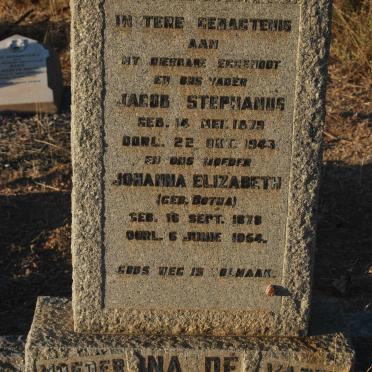 IN TERE GEDAGTENIS
AAN
MY DIERBARE EGGENOOT
EN ONS VADER
JACOB STEPHANUS
GEB. 14 MEI. 1879
OORL. 22 OKT. 1943
EN ONS MOEDER
JOHANNA ELIZABETH
(GEB. BOTHA)
GEB. 16 SEPT. 1878
OORL. 6 JUNIE 1964.
GODS WEG IS VOLMAAK.
MOEDER
DE